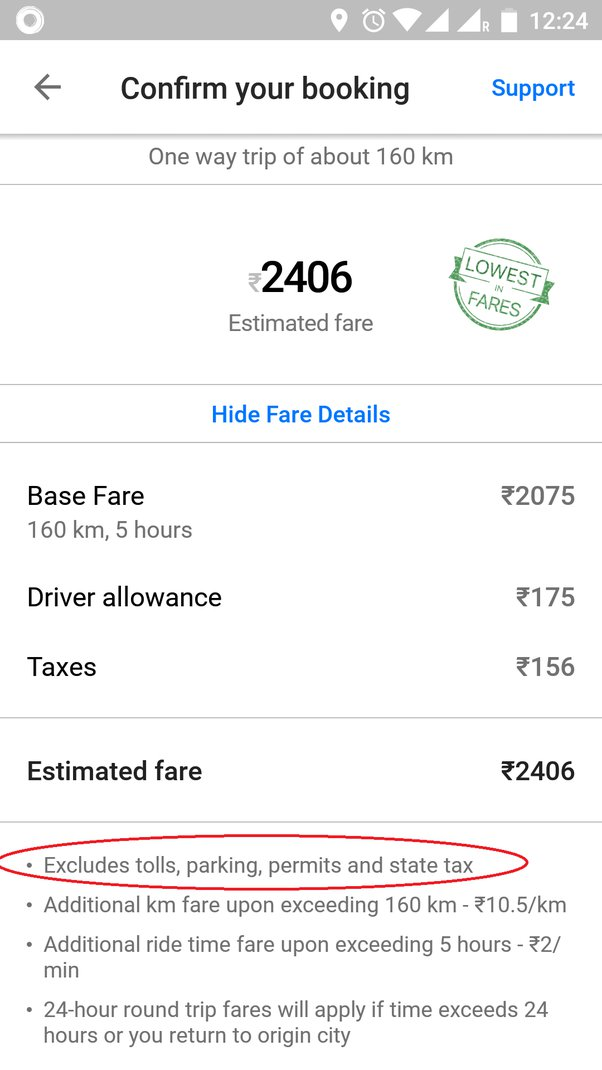 R 12:24
Confirm your booking Support
One way trip of about 160 km
₹2406
LOWEST
IN
FARES
Estimated fare
Hide Fare Details
Base Fare ₹2075
160 km, 5 hours
Driver allowance ₹175
Taxes ₹156
Estimated fare ₹2406
• Excludes tolls, parking, permits and state tax
• Additional km fare upon exceeding 160 km - ₹10.5/km
• Additional ride time fare upon exceeding 5 hours - ₹2/
min
• 24-hour round trip fares will apply if time exceeds 24
hours or you return to origin city